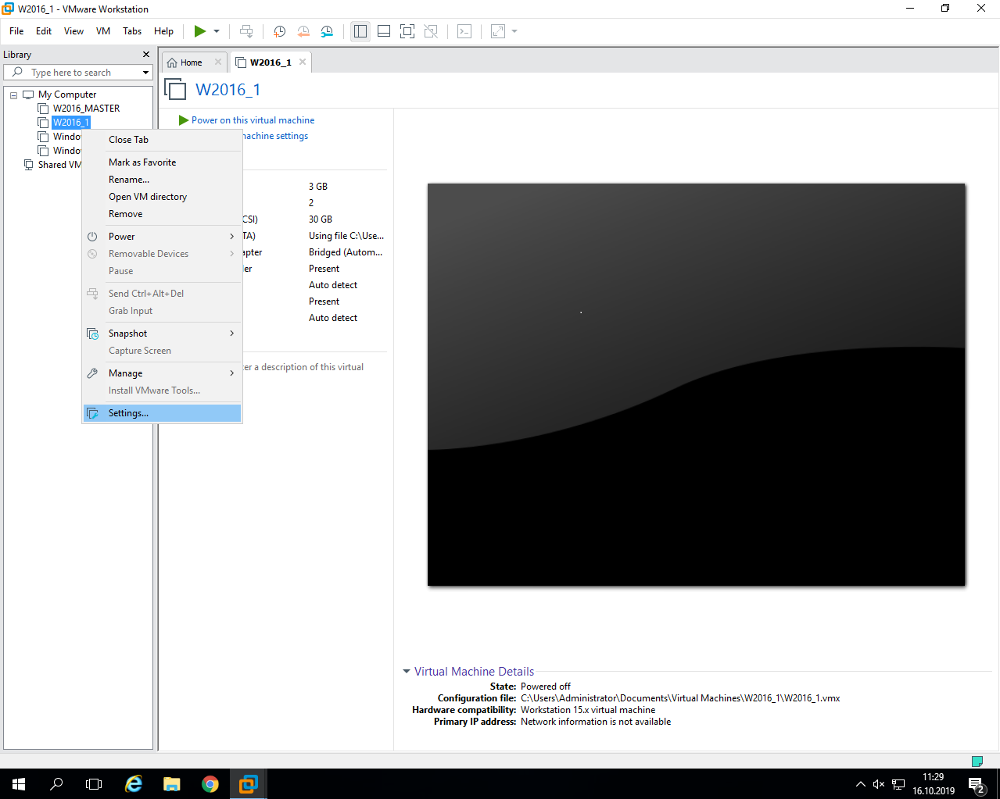 W2016_1 - VMware Workstation
File Edit View VM Tabs Help
Library
Type here to search
My Computer
W2016_MASTER
W2016_1
Windo
Windo
Shared VM
Home
W2016_1
W2016_1
Power on this virtual machine
achine settings
Close Tab
Mark as Favorite
Rename...
Open VM directory
Remove
Power
Removable Devices
Pause
Send Ctrl+Alt+Del
Grab Input
Snapshot
Capture Screen
Manage
Install VMware Tools...
Settings...
3 GB
2
CSI) 30 GB
TA) Using file C:\Use...
apter Bridged (Autom...
ler Present
Auto detect
Present
Auto detect
ter a description of this virtual
Virtual Machine Details
State: Powered off
Configuration file: C:\Users\Administrator\Documents\Virtual Machines\W2016_1\W2016_1.vmx
Hardware compatibility: Workstation 15.x virtual machine
Primary IP address: Network information is not available
11:29
16.10.2019
2